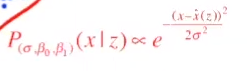 P_{(σ,β_0,β_1)}(x | z) ∝ e^{-\frac{(x-\hat{x}(z))^2}{2σ^2}}